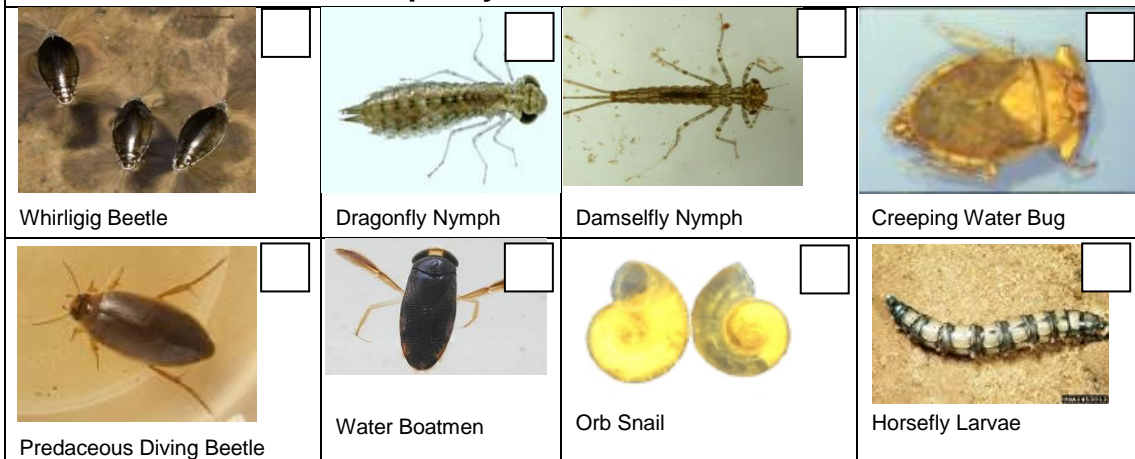 Whirligig Beetle
Dragonfly Nymph
Damselfly Nymph
Creeping Water Bug
Predaceous Diving Beetle
Water Boatmen
Orb Snail
Horsefly Larvae